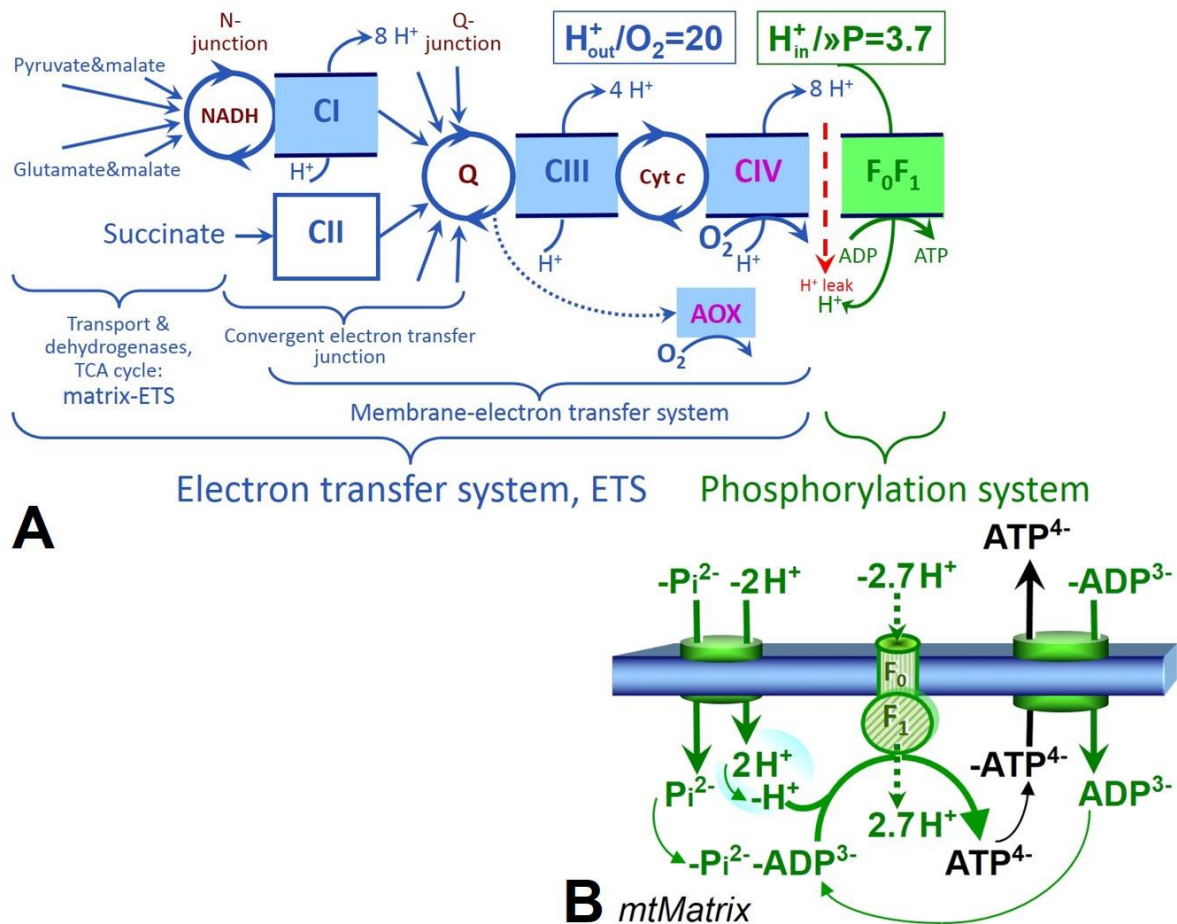 N-
junction
8 H⁺
Q-
junction
H⁺out/O₂=20
H⁺in/»P=3.7
Pyruvate&malate
Glutamate&malate
NADH
CI
H⁺
4 H⁺
8 H⁺
Q
CIII
Cyt c
CIV
F₀F₁
Succinate
CII
H⁺
O₂
H⁺
ADP
ATP
H⁺ leak
H⁺
AOX
O₂
Transport &
dehydrogenases,
TCA cycle:
matrix-ETS
Convergent electron transfer
junction
Membrane-electron transfer system
Electron transfer system, ETS
Phosphorylation system
A
ATP⁴⁻
-Pi²⁻
-2H⁺
-2.7H⁺
-ADP³⁻
F₀
F₁
2H⁺
-H⁺
Pi²⁻
2.7H⁺
-ATP⁴⁻
ADP³⁻
-Pi²⁻-ADP³⁻
ATP⁴⁻
B mtMatrix